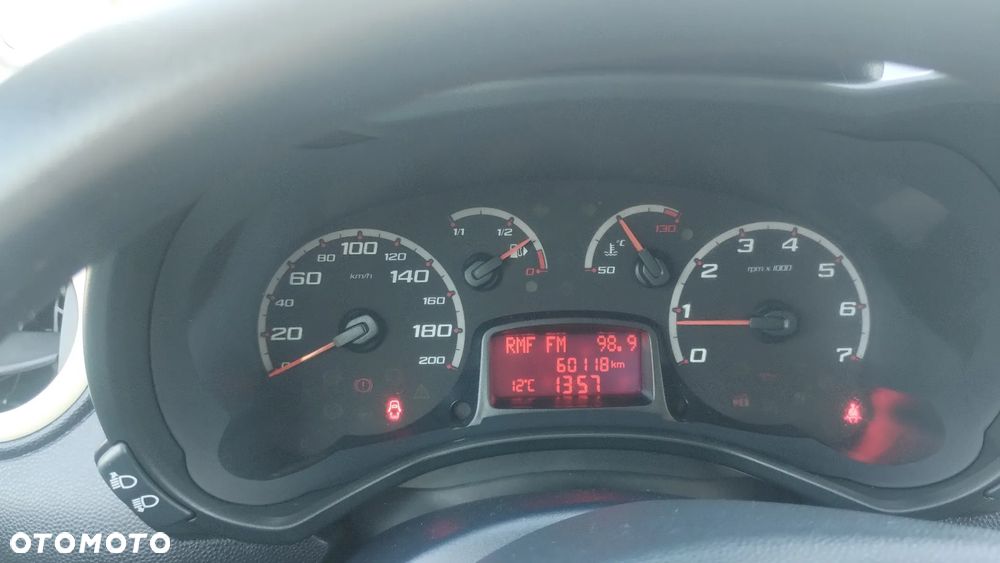 0 20 40 60 80 100 120 140 160 180 200
km/h
1/1 1/2 0
50 130
°C
0 1 2 3 4 5 6 7
rpm x 1000
RMF FM 98.9
60118 km
12°C 13:57
OTOMOTO